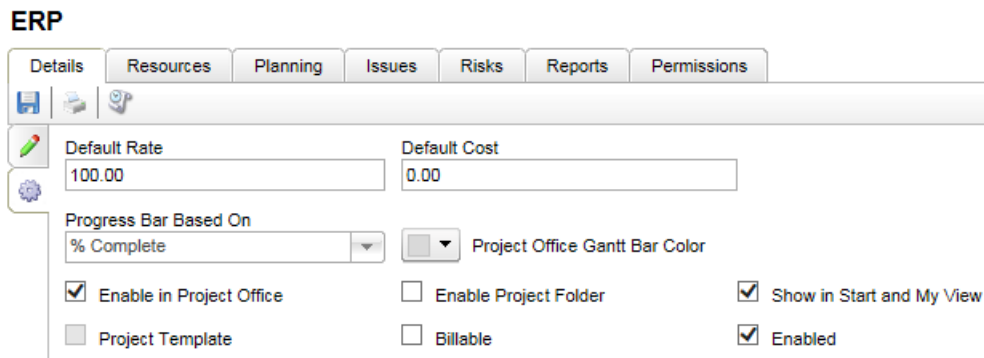 ERP
Details Resources Planning Issues Risks Reports Permissions
Default Rate Default Cost
100.00 0.00
Progress Bar Based On
% Complete Project Office Gantt Bar Color
Enable in Project Office Enable Project Folder Show in Start and My View
Project Template Billable Enabled